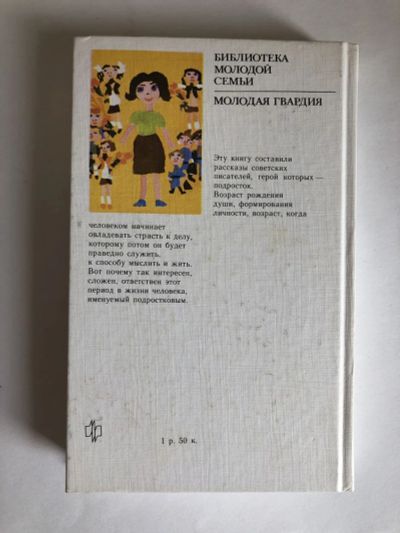 БИБЛИОТЕКА
МОЛОДОЙ
СЕМЬИ
МОЛОДАЯ ГВАРДИЯ
Эту книгу составили
рассказы советских
писателей, герой которых —
подросток.
Возраст рождения
души, формирования
личности, возраст, когда
человеком начинает
овладевать страсть к делу,
которому потом он будет
праведно служить,
к способу мыслить и жить.
Вот почему так интересен,
сложен, ответствен этот
период в жизни человека,
именуемый подростковым.
1 р. 50 к.